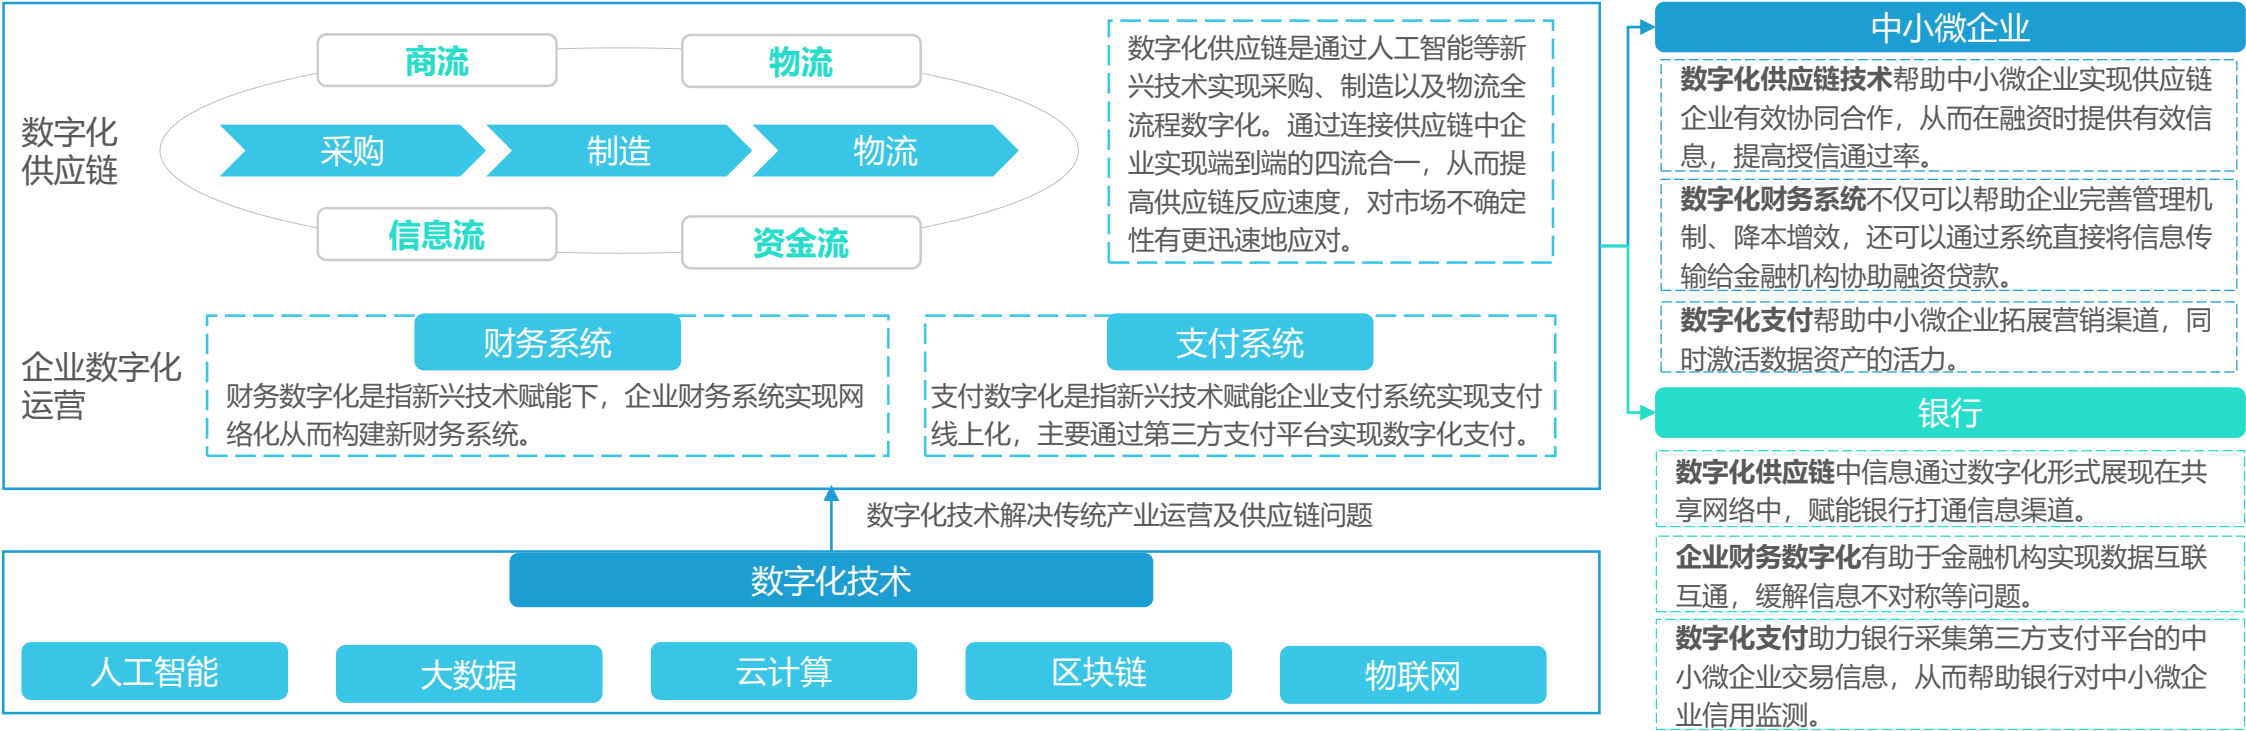 数字化
供应链
商流
物流
采购
制造
物流
信息流
资金流
数字化供应链是通过人工智能等新
兴技术实现采购、制造以及物流全
流程数字化。通过连接供应链中企
业实现端到端的四流合一，从而提
高供应链反应速度，对市场不确定
性有更迅速地应对。
企业数字化
运营
财务系统
财务数字化是指新兴技术赋能下，企业财务系统实现网
络化从而构建新财务系统。
支付系统
支付数字化是指新兴技术赋能企业支付系统实现支付
线上化，主要通过第三方支付平台实现数字化支付。
数字化技术解决传统产业运营及供应链问题
数字化技术
人工智能
大数据
云计算
区块链
物联网
中小微企业
数字化供应链技术帮助中小微企业实现供应链
企业有效协同合作，从而在融资时提供有效信
息，提高授信通过率。
数字化财务系统不仅可以帮助企业完善管理机
制、降本增效，还可以通过系统直接将信息传
输给金融机构协助融资贷款。
数字化支付帮助中小微企业拓展营销渠道，同
时激活数据资产的活力。
银行
数字化供应链中信息通过数字化形式展现在共
享网络中，赋能银行打通信息渠道。
企业财务数字化有助于金融机构实现数据互联
互通，缓解信息不对称等问题。
数字化支付助力银行采集第三方支付平台的中
小微企业交易信息，从而帮助银行对中小微企
业信用监测。